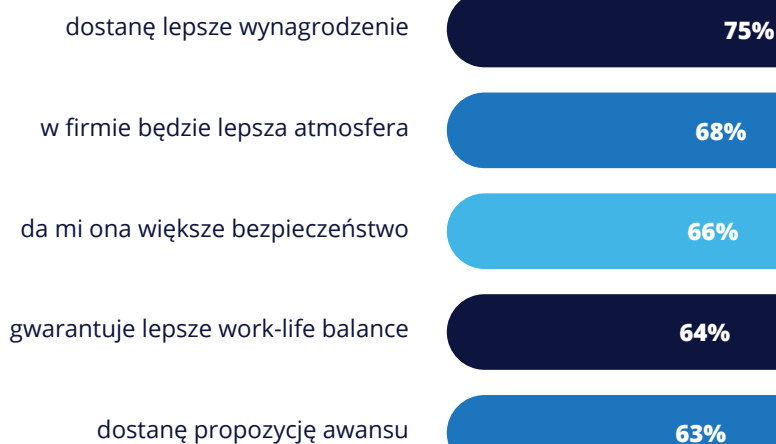 dostanę lepsze wynagrodzenie 75%
w firmie będzie lepsza atmosfera 68%
da mi ona większe bezpieczeństwo 66%
gwarantuje lepsze work-life balance 64%
dostanę propozycję awansu 63%